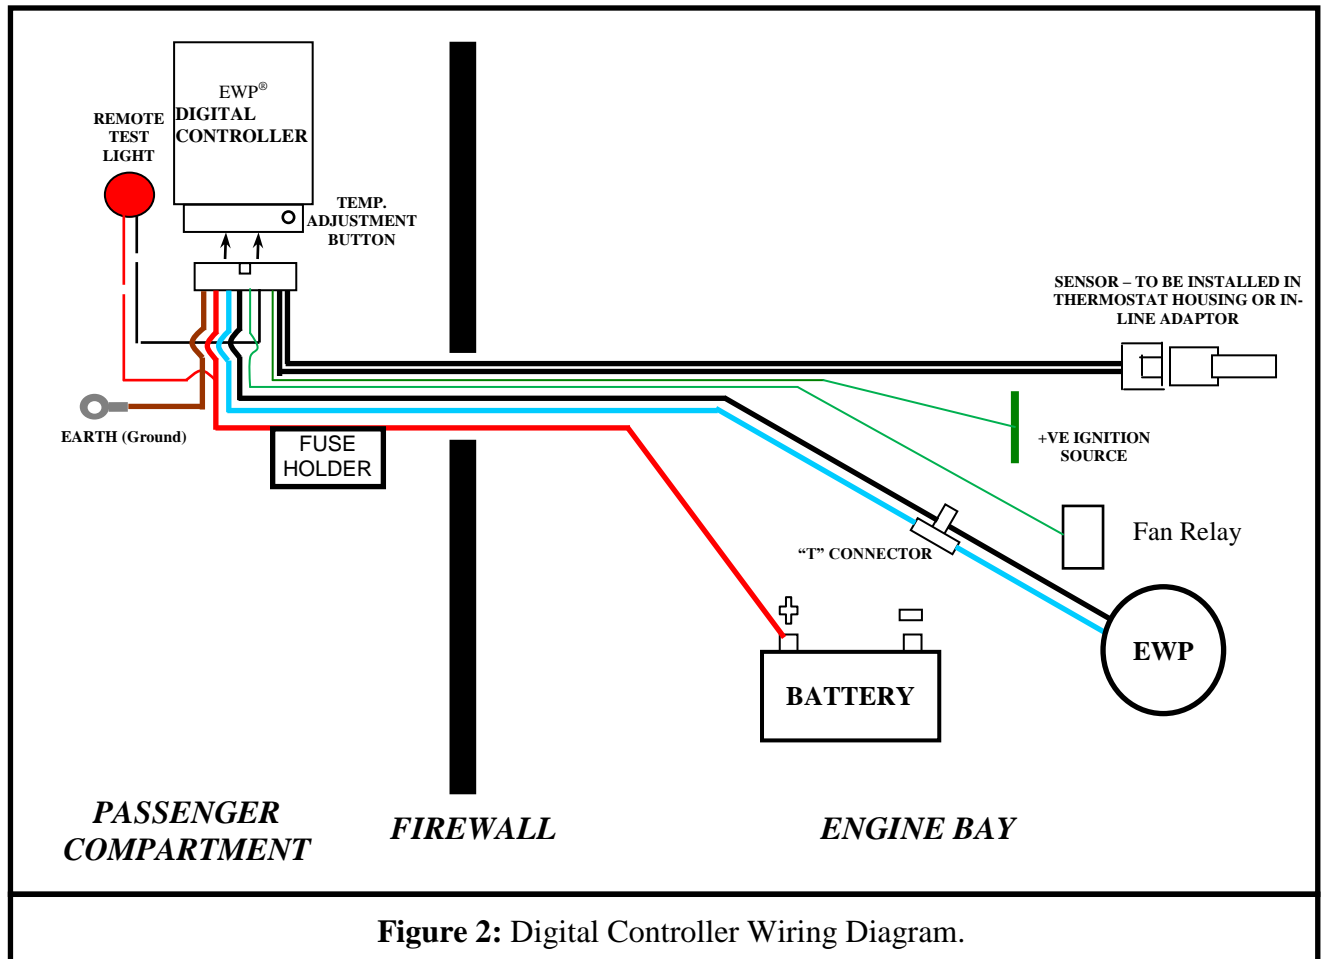 EWP®
DIGITAL
CONTROLLER
REMOTE
TEST
LIGHT
TEMP.
ADJUSTMENT
BUTTON
SENSOR – TO BE INSTALLED IN
THERMOSTAT HOUSING OR IN-
LINE ADAPTOR
EARTH (Ground)
FUSE
HOLDER
+VE IGNITION
SOURCE
Fan Relay
“T” CONNECTOR
EWP
BATTERY
PASSENGER
COMPARTMENT
FIREWALL
ENGINE BAY
Figure 2: Digital Controller Wiring Diagram.